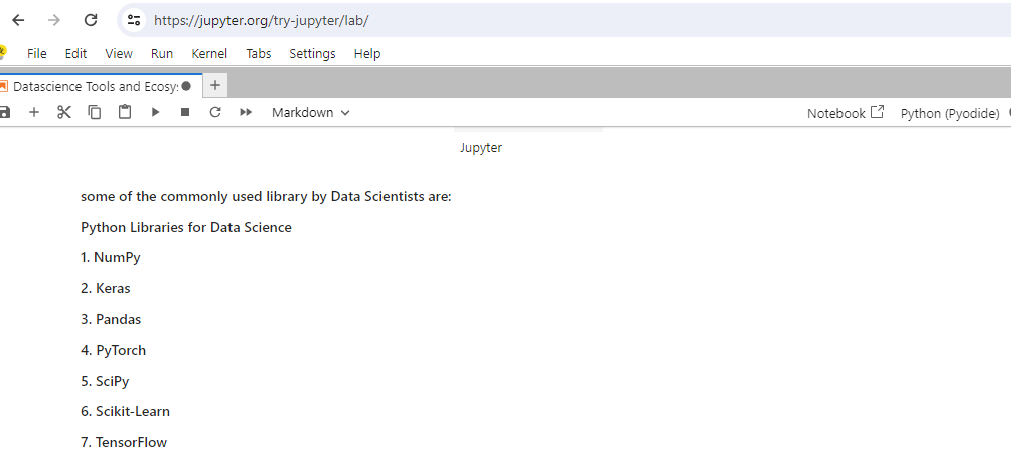 https://jupyter.org/try-jupyter/lab/
File Edit View Run Kernel Tabs Settings Help
Datascience Tools and Ecosy
Markdown Notebook Python (Pyodide)
Jupyter
some of the commonly used library by Data Scientists are:
Python Libraries for Data Science
1. NumPy
2. Keras
3. Pandas
4. PyTorch
5. SciPy
6. Scikit-Learn
7. TensorFlow